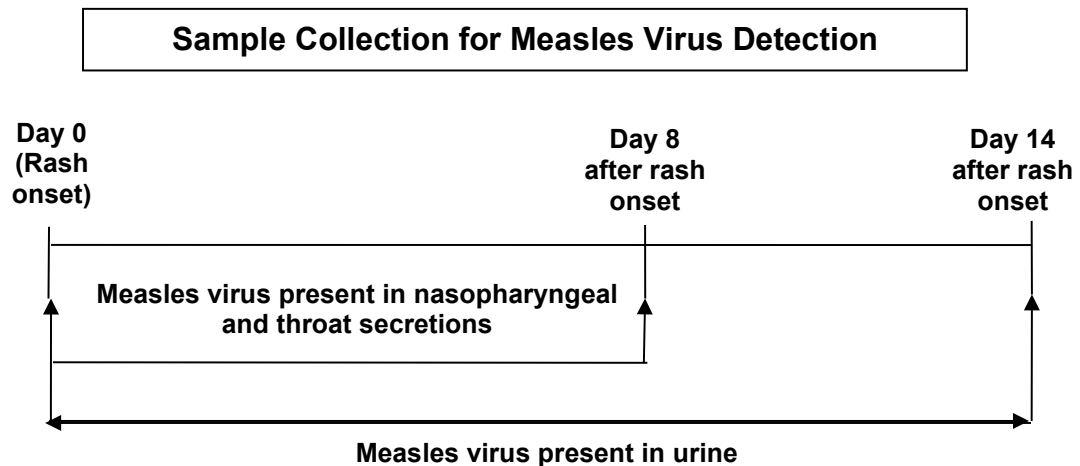 Sample Collection for Measles Virus Detection
Day 0
(Rash
onset)
Day 8
after rash
onset
Day 14
after rash
onset
Measles virus present in nasopharyngeal
and throat secretions
Measles virus present in urine